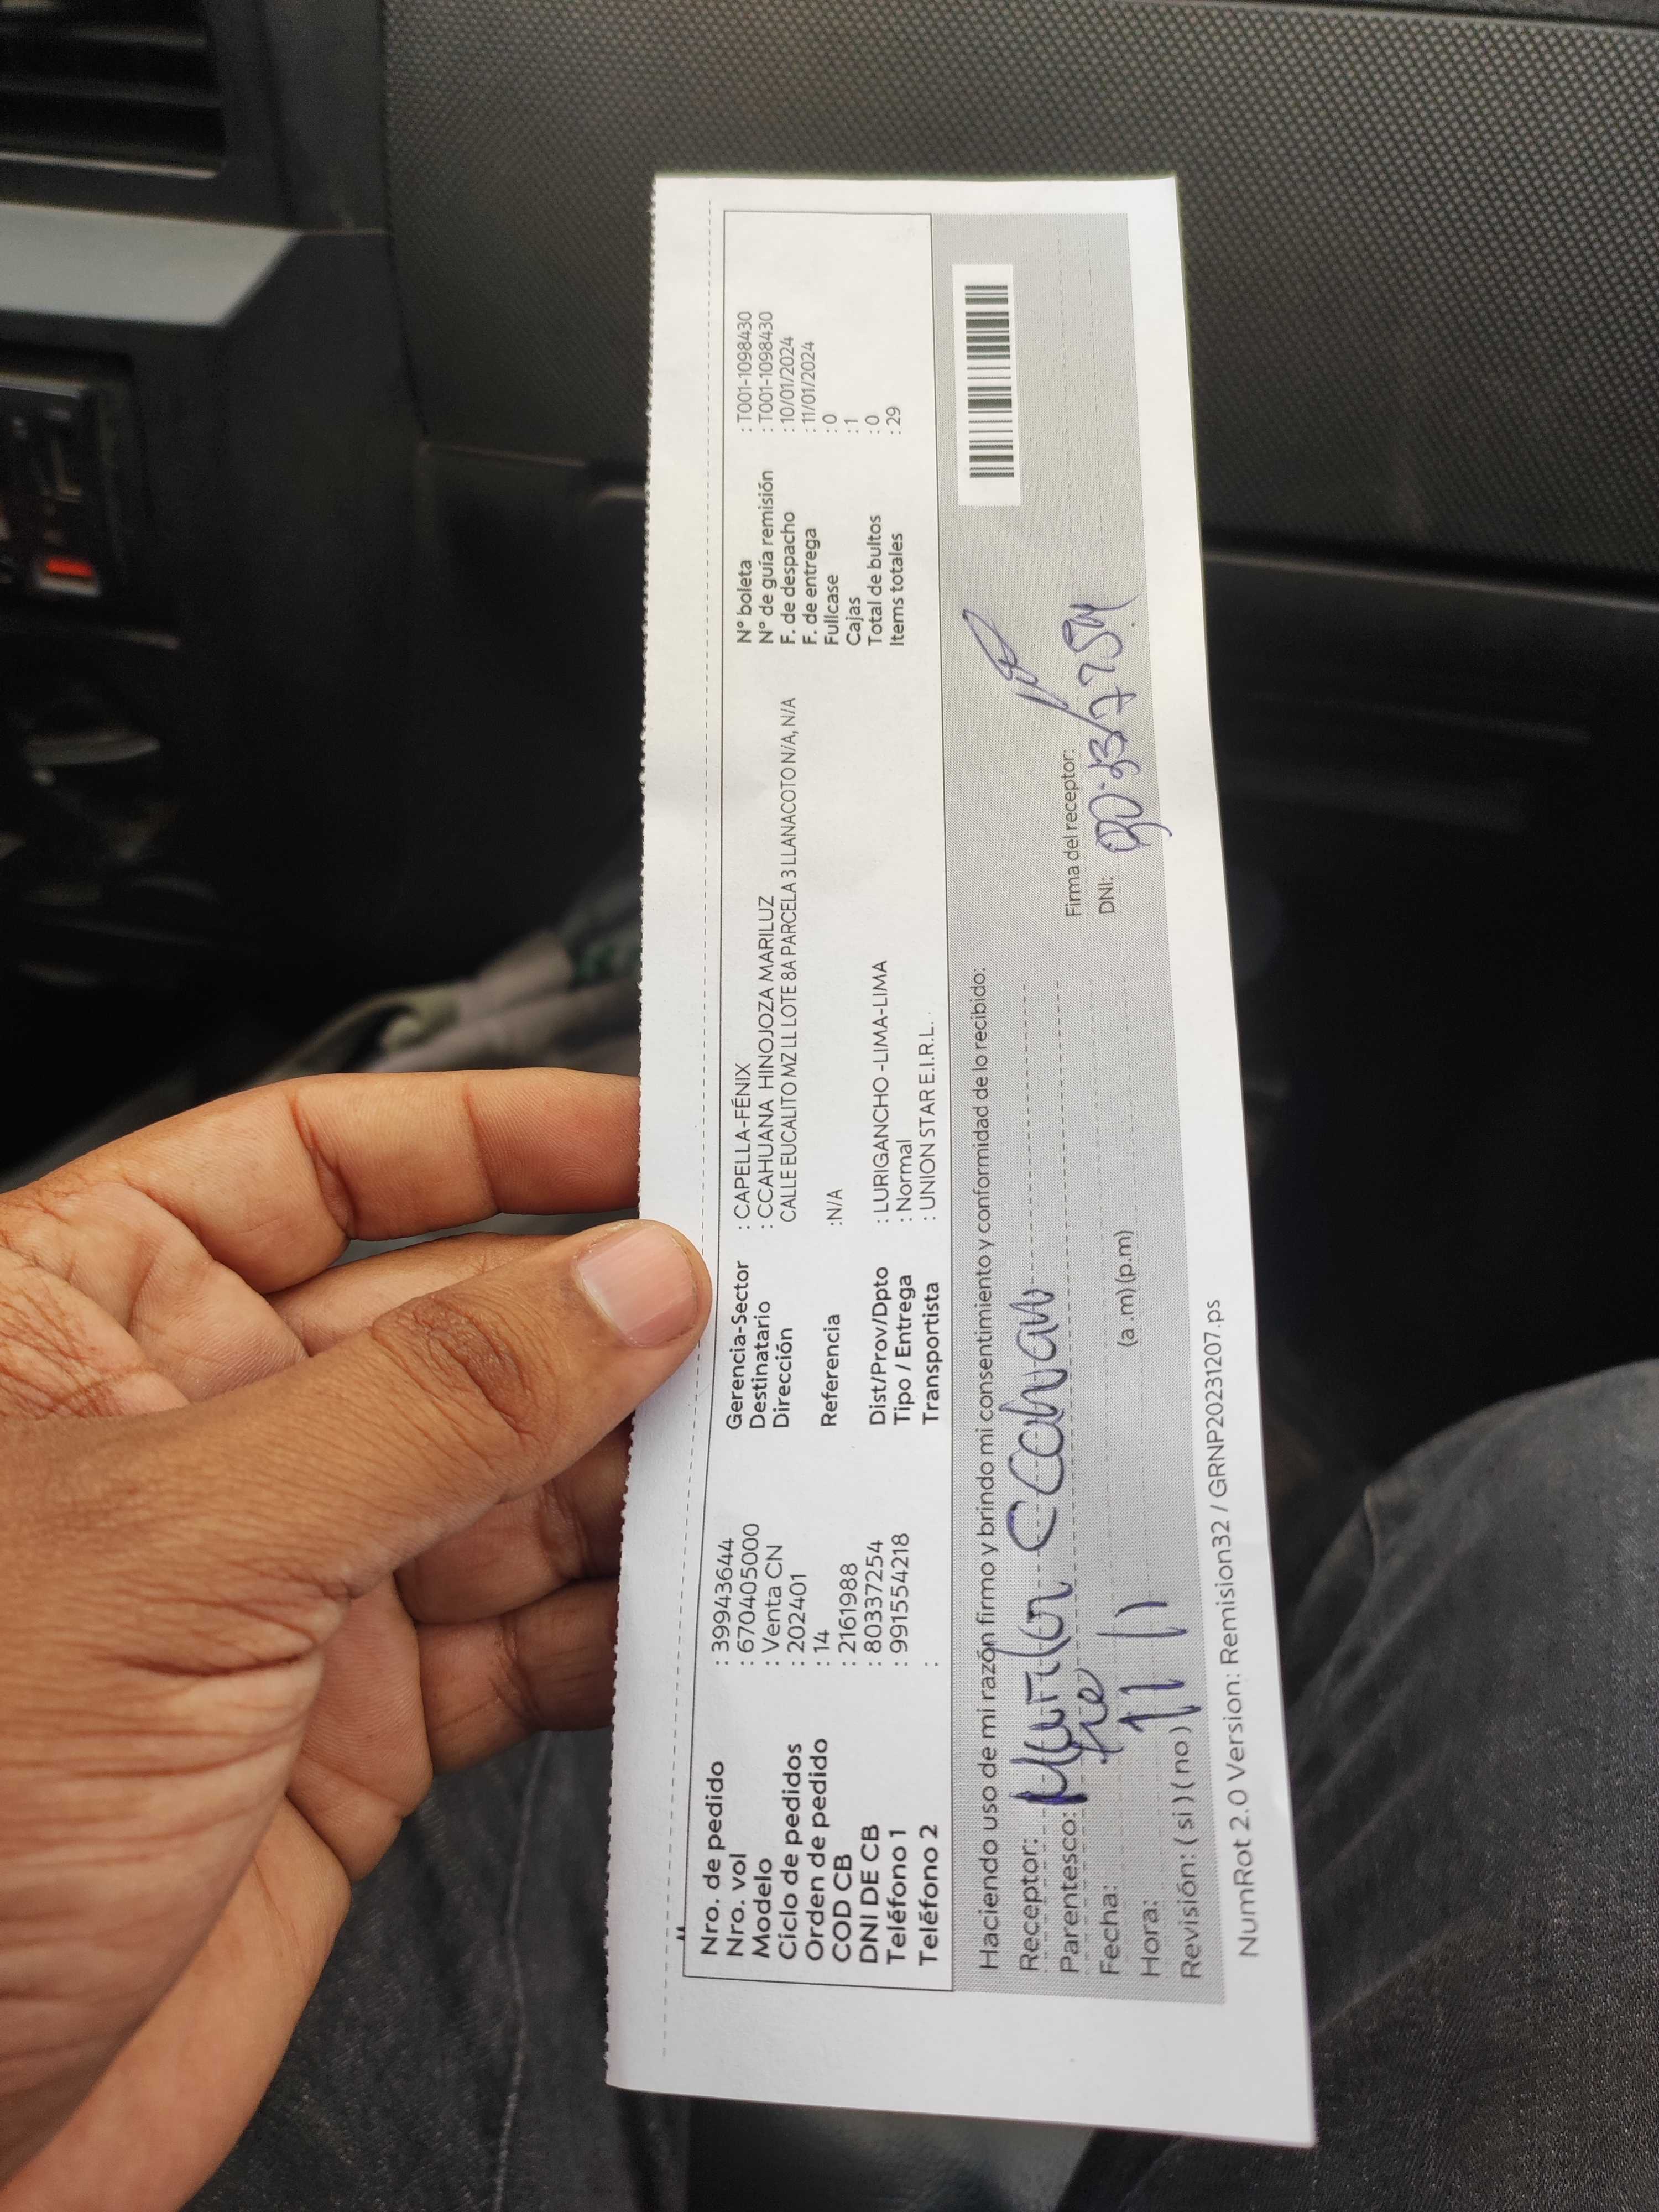 Nro. de pedido : 39943644
Nro. vol : 670405000
Modelo : Venta CN
Ciclo de pedidos : 202401
Orden de pedido : 14
COD CB : 2161988
DNI DE CB : 80337254
Teléfono 1 : 991554218
Teléfono 2 :
Gerencia-Sector : CAPELLA-FÉNIX
Destinatario : CCAHUANA HINOJOZA MARILUZ
Dirección CALLE EUCALITO MZ LL LOTE 8A PARCELA 3 LLANACOTO N/A, N/A
Referencia :N/A
Dist/Prov/Dpto : LURIGANCHO -LIMA-LIMA
Tipo / Entrega : Normal
Transportista : UNION STAR E.I.R.L.
N° boleta : T001-1098430
N° de guía remisión : T001-1098430
F. de despacho : 10/01/2024
F. de entrega : 11/01/2024
Fullcase : 0
Cajas : 1
Total de bultos : 0
Items totales : 29
Haciendo uso de mi razón firmo y brindo mi consentimiento y conformidad de lo recibido:
Receptor:
Parentesco:
Fecha: 11
Hora: (a .m) (p.m)
Revisión: ( si ) ( no )
Firma del receptor:
DNI:
NumRot 2.0 Version: Remision32 / GRNP20231207.ps